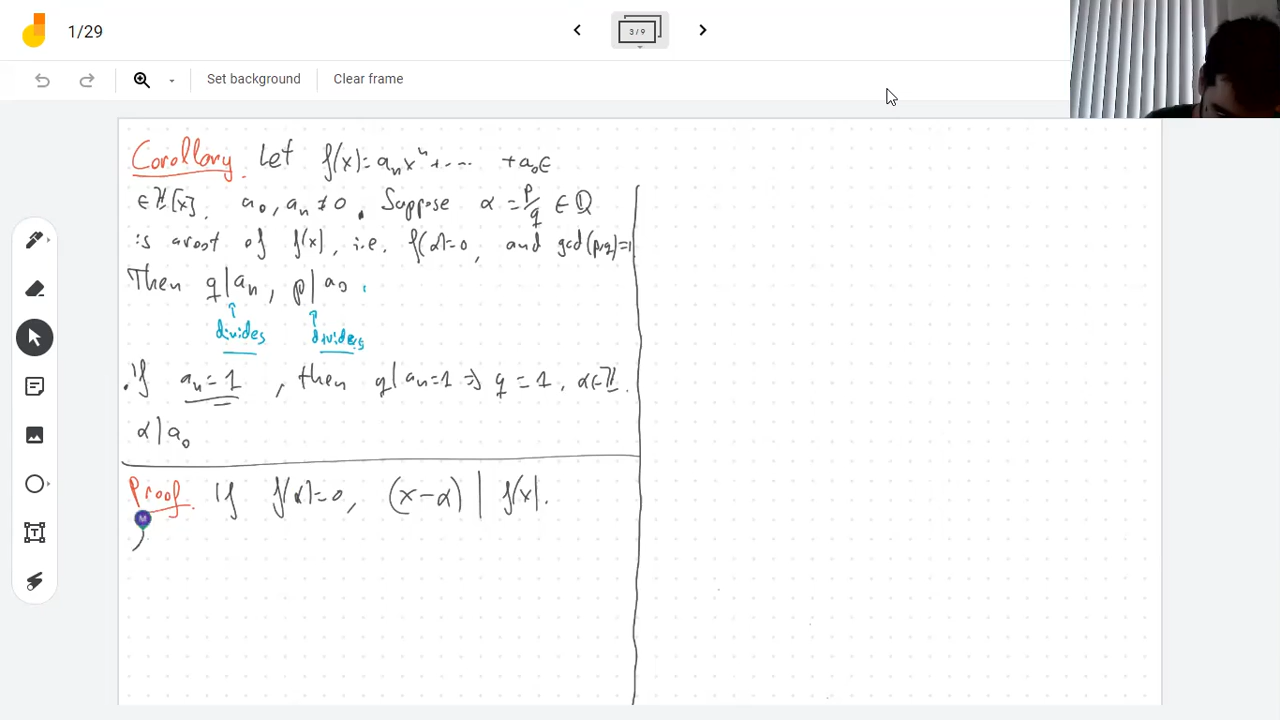 1/29
3 / 9
Set background
Clear frame
Corollary. Let f(x)=aₙxⁿ+.... +a₀∈
∈ℤ[x]. a₀, aₙ≠0. Suppose α=p/q ∈ℚ
is a root of f(x), i.e. f(α)=0, and gcd(p,q)=1
Then q|aₙ, p|a₀.
divides divides
.If aₙ=1, then q|aₙ=1 ⇒ q=1, α∈ℤ.
α|a₀
Proof. If f(α)=0, (x-α) | f(x).
M